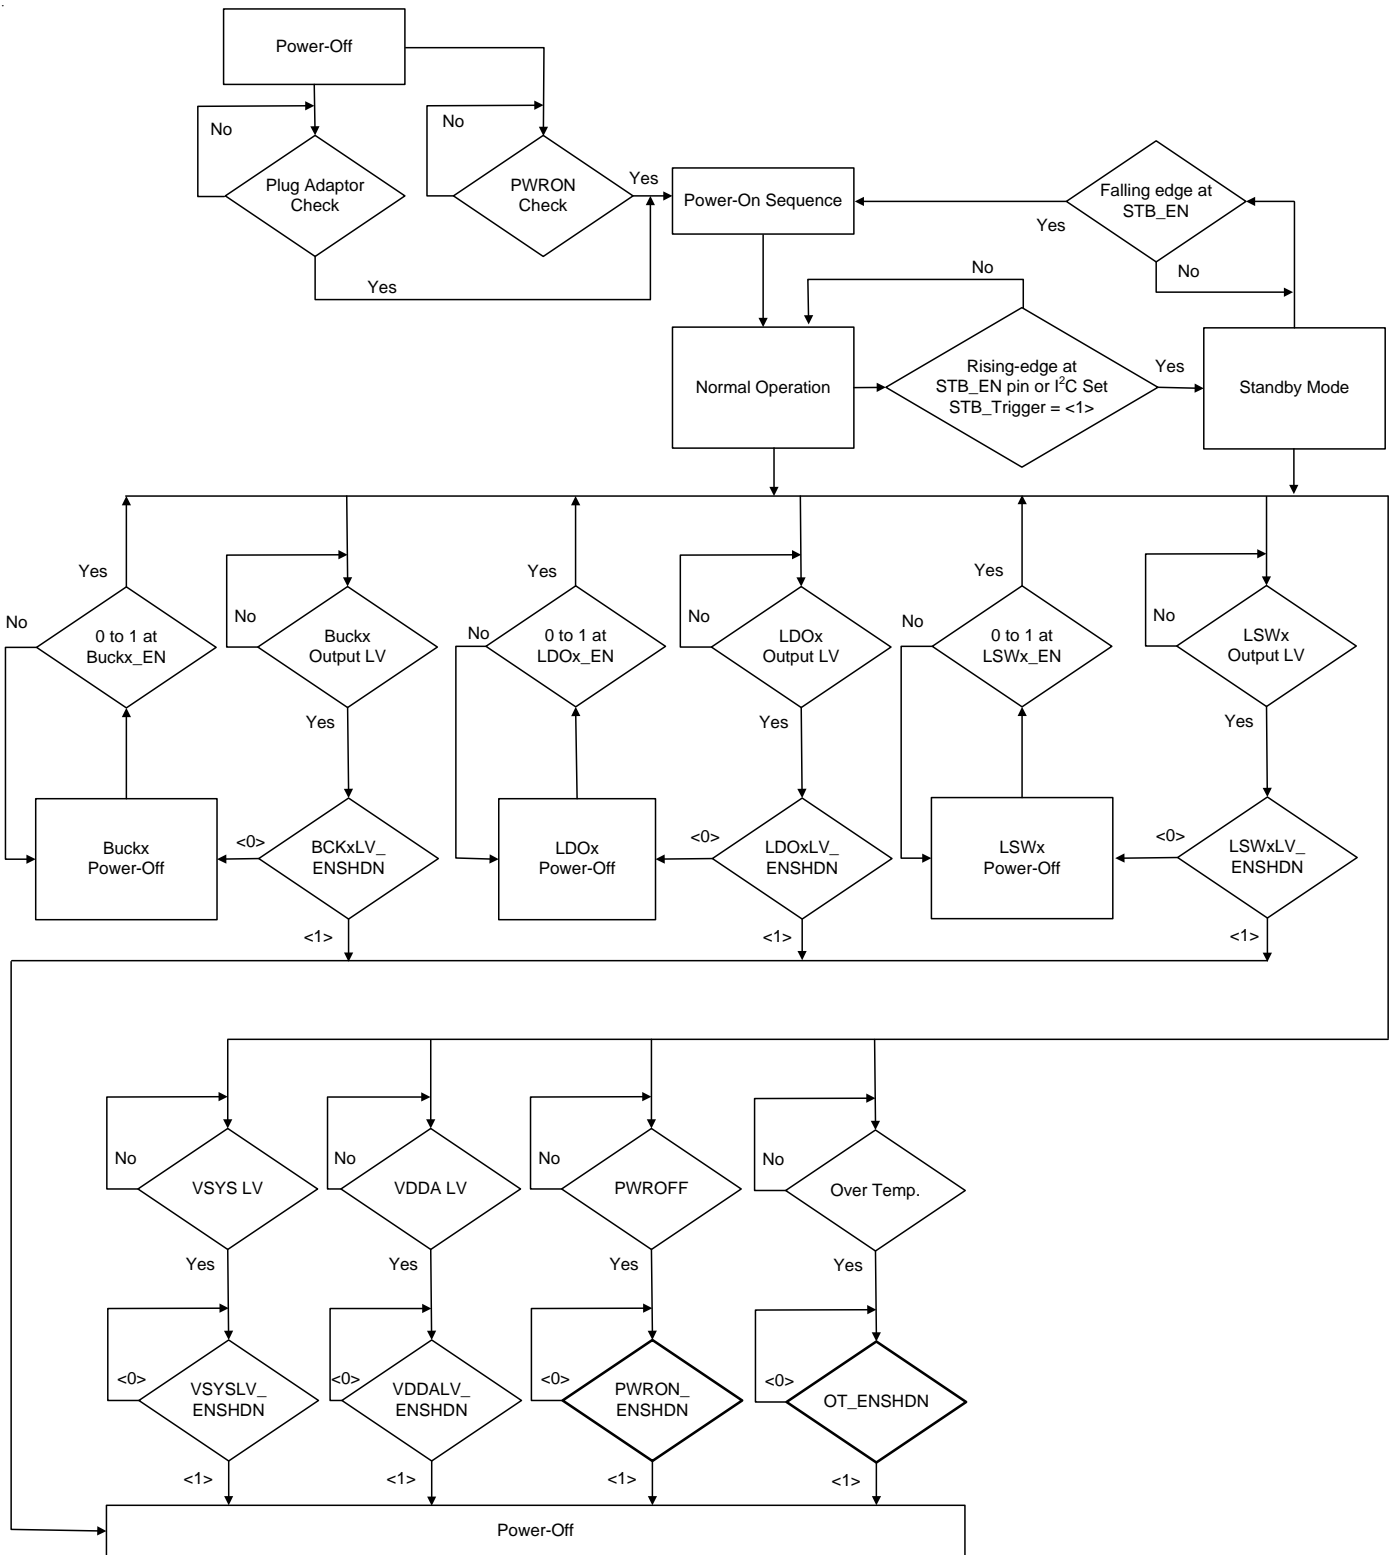 Power-Off
No
No
Plug Adaptor
Check
PWRON
Check
Yes
Yes
Power-On Sequence
Falling edge at
STB_EN
Yes
No
No
Normal Operation
Rising-edge at
STB_EN pin or I²C Set
STB_Trigger = <1>
Yes
Standby Mode
Yes
No
0 to 1 at
Buckx_EN
No
Buckx
Output LV
Yes
Yes
No
0 to 1 at
LDOx_EN
No
LDOx
Output LV
Yes
Yes
No
0 to 1 at
LSWx_EN
No
LSWx
Output LV
Yes
Buckx
Power-Off
<0>
BCKxLV_
ENSHDN
<1>
LDOx
Power-Off
<0>
LDOxLV_
ENSHDN
<1>
LSWx
Power-Off
<0>
LSWxLV_
ENSHDN
<1>
No
VSYS LV
Yes
No
VDDA LV
Yes
No
PWROFF
Yes
No
Over Temp.
Yes
<0>
VSYSLV_
ENSHDN
<1>
<0>
VDDALV_
ENSHDN
<1>
<0>
PWRON_
ENSHDN
<1>
<0>
OT_ENSHDN
<1>
Power-Off